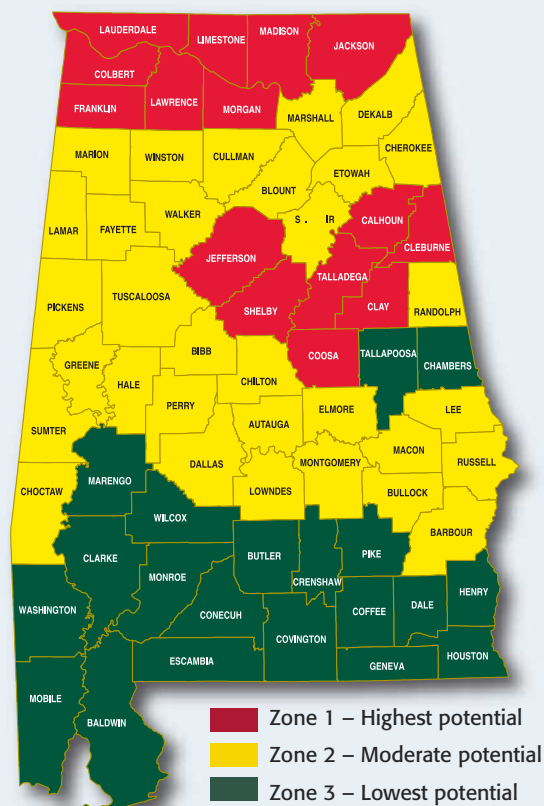 LAUDERDALE
LIMESTONE
MADISON
JACKSON
COLBERT
FRANKLIN
LAWRENCE
MORGAN
MARSHALL
DEKALB
CHEROKEE
MARION
WINSTON
CULLMAN
BLOUNT
ETOWAH
LAMAR
FAYETTE
WALKER
S . IR
CALHOUN
CLEBURNE
JEFFERSON
TALLADEGA
PICKENS
TUSCALOOSA
SHELBY
CLAY
RANDOLPH
GREENE
HALE
BIBB
CHILTON
COOSA
TALLAPOOSA
CHAMBERS
SUMTER
PERRY
AUTAUGA
ELMORE
LEE
CHOCTAW
MARENGO
DALLAS
LOWNDES
MONTGOMERY
MACON
RUSSELL
BULLOCK
WILCOX
BARBOUR
CLARKE
BUTLER
PIKE
CRENSHAW
MONROE
WASHINGTON
CONECUH
COVINGTON
COFFEE
DALE
HENRY
ESCAMBIA
GENEVA
HOUSTON
MOBILE
BALDWIN
Zone 1 – Highest potential
Zone 2 – Moderate potential
Zone 3 – Lowest potential